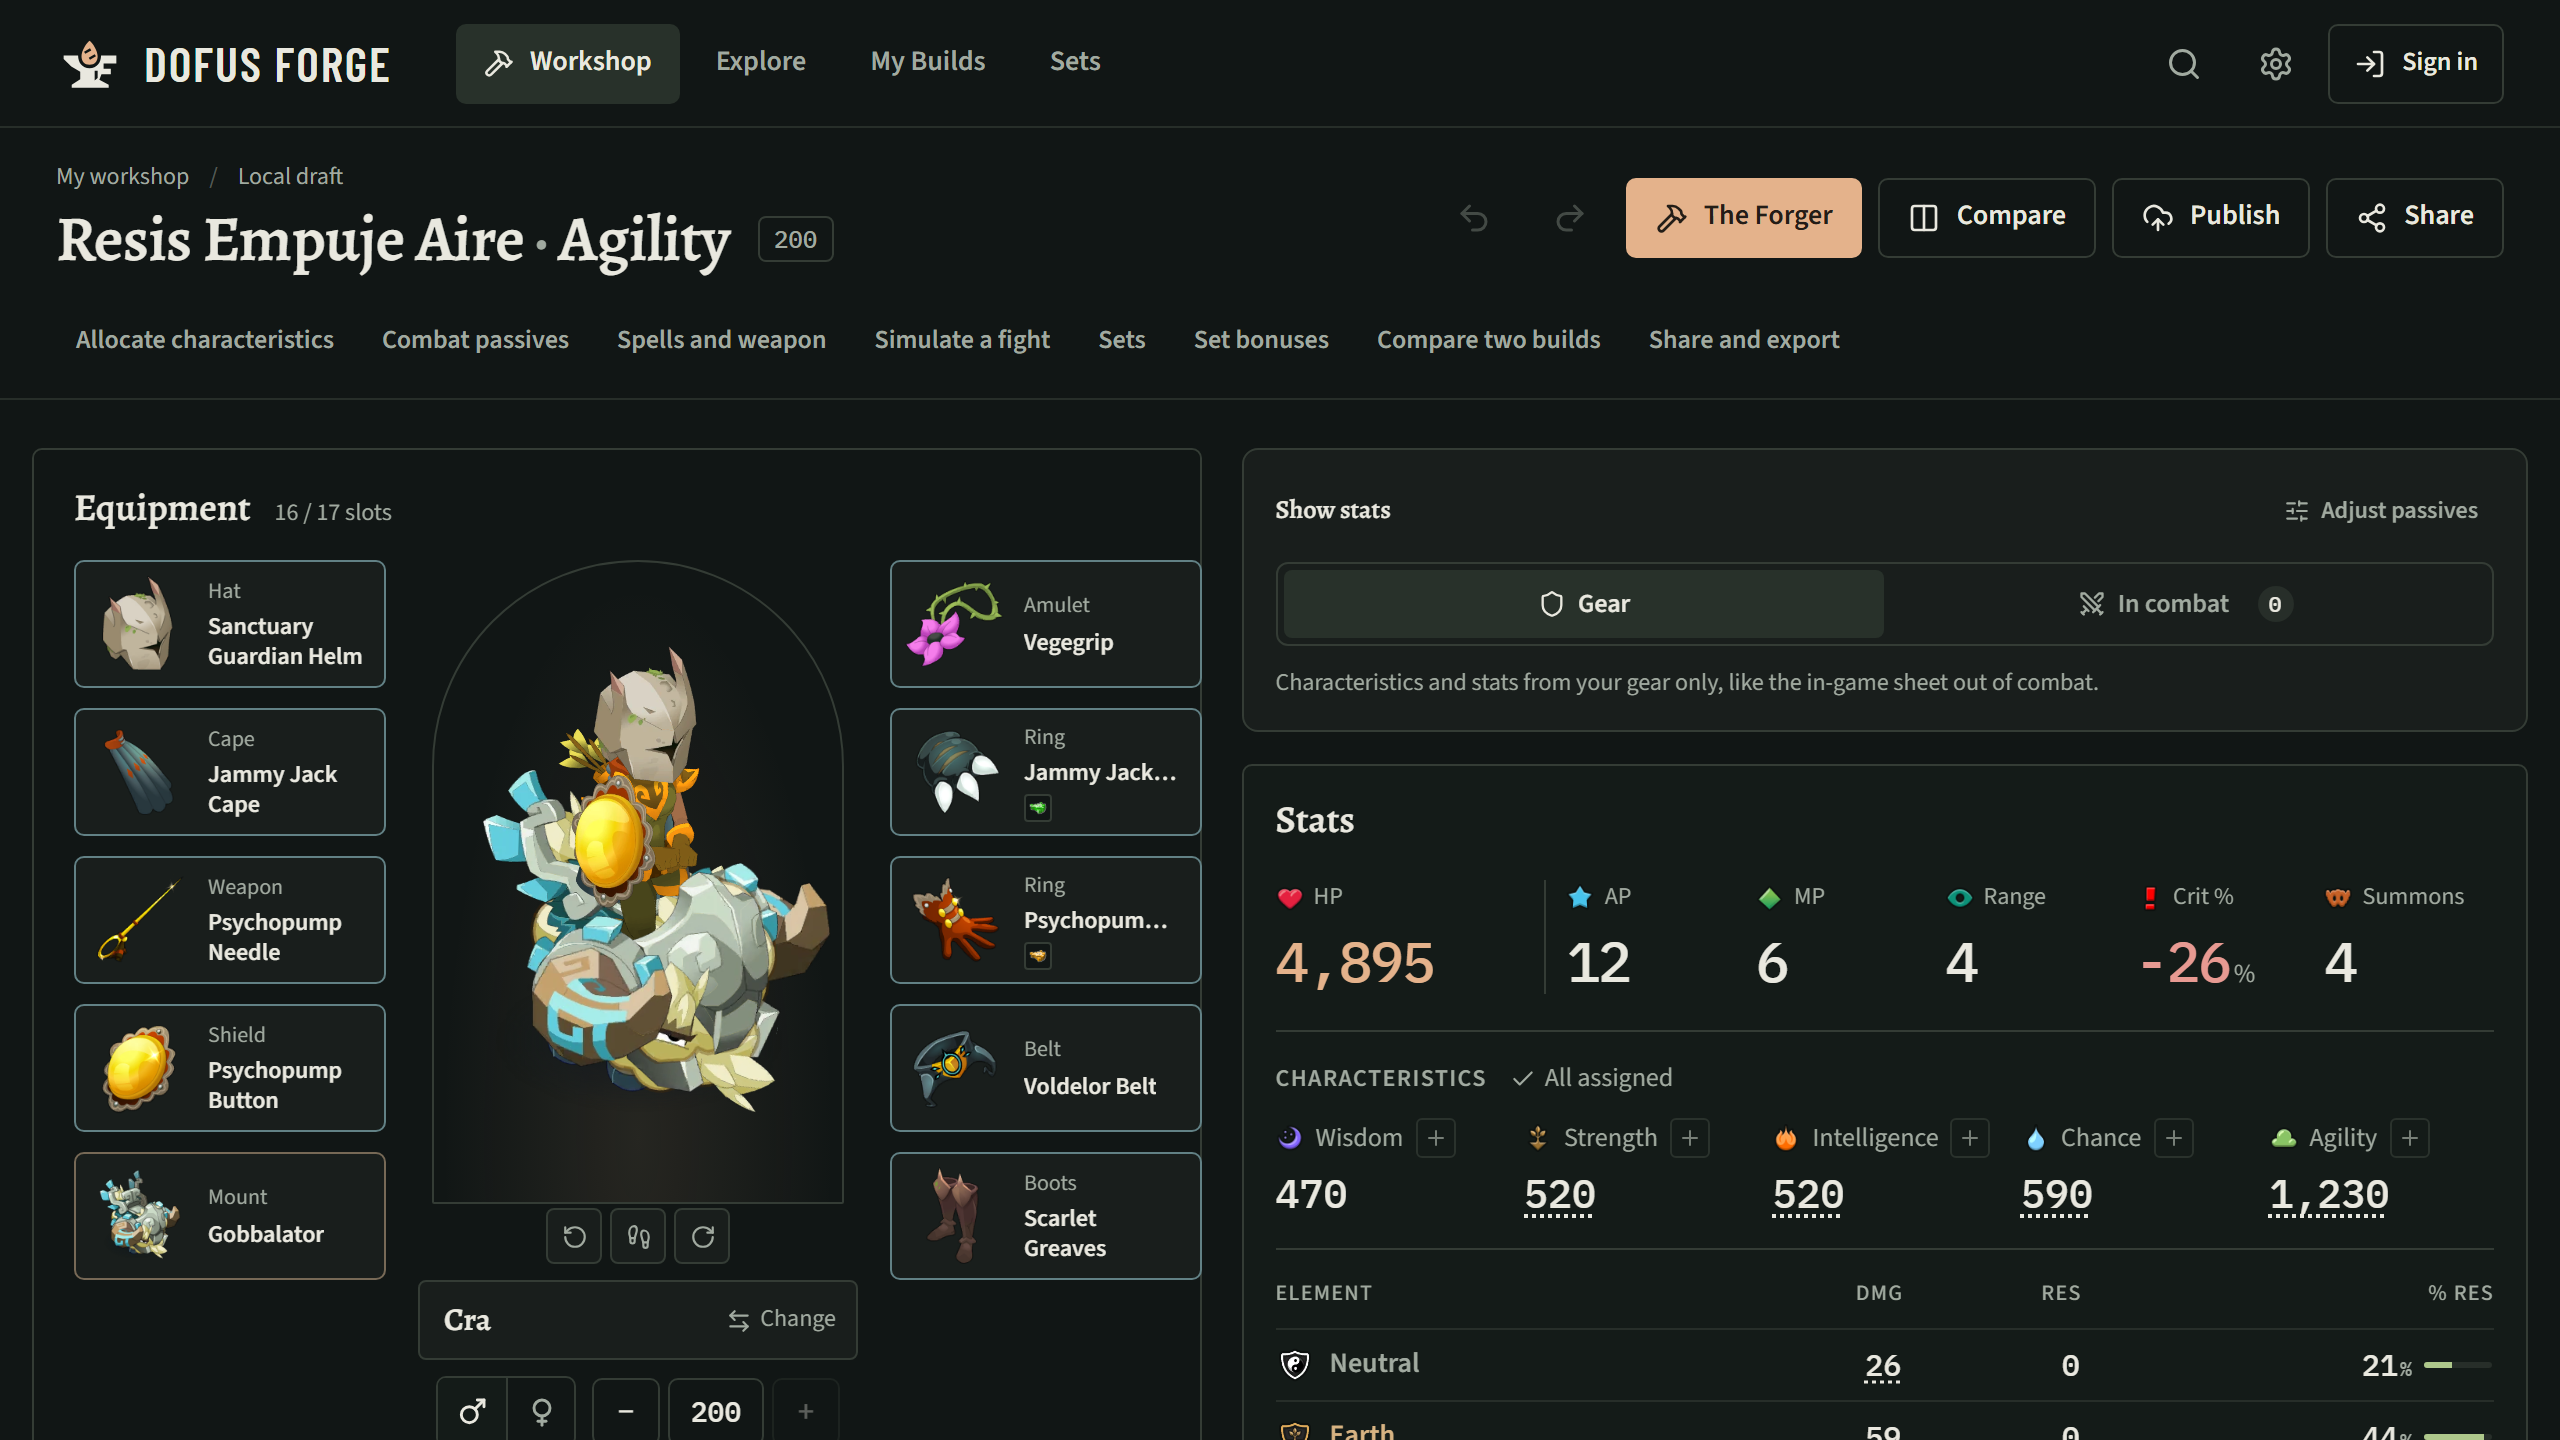 DOFUS FORGE
Workshop
Explore
My Builds
Sets
Sign in
My workshop / Local draft
Resis Empuje Aire · Agility 200
The Forger
Compare
Publish
Share
Allocate characteristics
Combat passives
Spells and weapon
Simulate a fight
Sets
Set bonuses
Compare two builds
Share and export
Equipment 16 / 17 slots
Hat
Sanctuary
Guardian Helm
Cape
Jammy Jack
Cape
Weapon
Psychopump
Needle
Shield
Psychopump
Button
Mount
Gobbalator
Amulet
Vegegrip
Ring
Jammy Jack…
Ring
Psychopum…
Belt
Voldelor Belt
Boots
Scarlet
Greaves
Cra
Change
200
Show stats
Adjust passives
Gear
In combat 0
Characteristics and stats from your gear only, like the in-game sheet out of combat.
Stats
HP
4,895
AP
12
MP
6
Range
4
Crit %
-26%
Summons
4
CHARACTERISTICS
All assigned
Wisdom
470
Strength
520
Intelligence
520
Chance
590
Agility
1,230
ELEMENT DMG RES % RES
Neutral 26 0 21%
Earth 59 0 44%